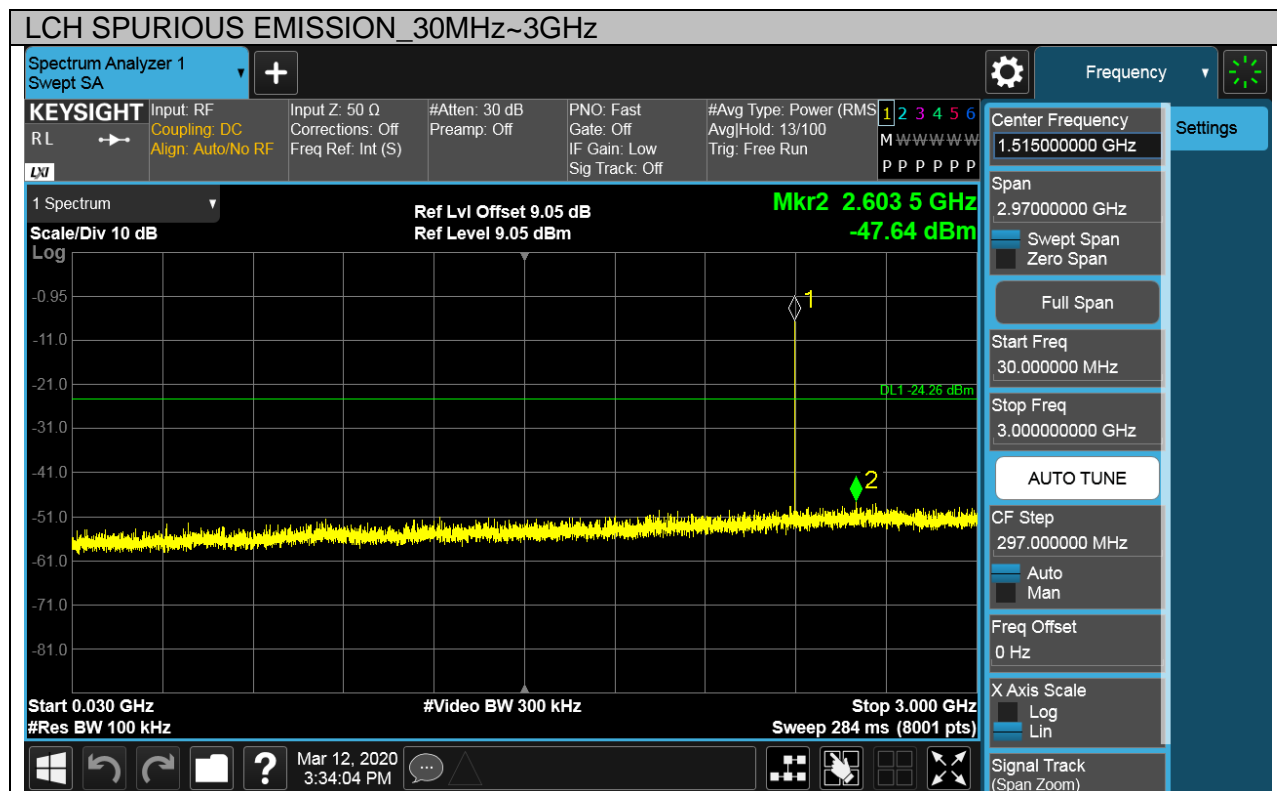 LCH SPURIOUS EMISSION_30MHz~3GHz
Spectrum Analyzer 1
Swept SA
Frequency
KEYSIGHT
RL
LXI
Input: RF
Coupling: DC
Align: Auto/No RF
Input Z: 50 Ω
Corrections: Off
Freq Ref: Int (S)
#Atten: 30 dB
Preamp: Off
PNO: Fast
Gate: Off
IF Gain: Low
Sig Track: Off
#Avg Type: Power (RMS
Avg|Hold: 13/100
Trig: Free Run
1 2 3 4 5 6
M W W W W W
P P P P P P
1 Spectrum
Scale/Div 10 dB
Ref Lvl Offset 9.05 dB
Ref Level 9.05 dBm
Mkr2 2.603 5 GHz
-47.64 dBm
Log
-0.95
-11.0
-21.0
-31.0
-41.0
-51.0
-61.0
-71.0
-81.0
1
DL1 -24.26 dBm
2
Start 0.030 GHz
#Res BW 100 kHz
#Video BW 300 kHz
Stop 3.000 GHz
Sweep 284 ms (8001 pts)
Center Frequency
1.515000000 GHz
Span
2.97000000 GHz
Swept Span
Zero Span
Full Span
Start Freq
30.000000 MHz
Stop Freq
3.000000000 GHz
AUTO TUNE
CF Step
297.000000 MHz
Auto
Man
Freq Offset
0 Hz
X Axis Scale
Log
Lin
Signal Track
(Span Zoom)
Settings
?
Mar 12, 2020
3:34:04 PM